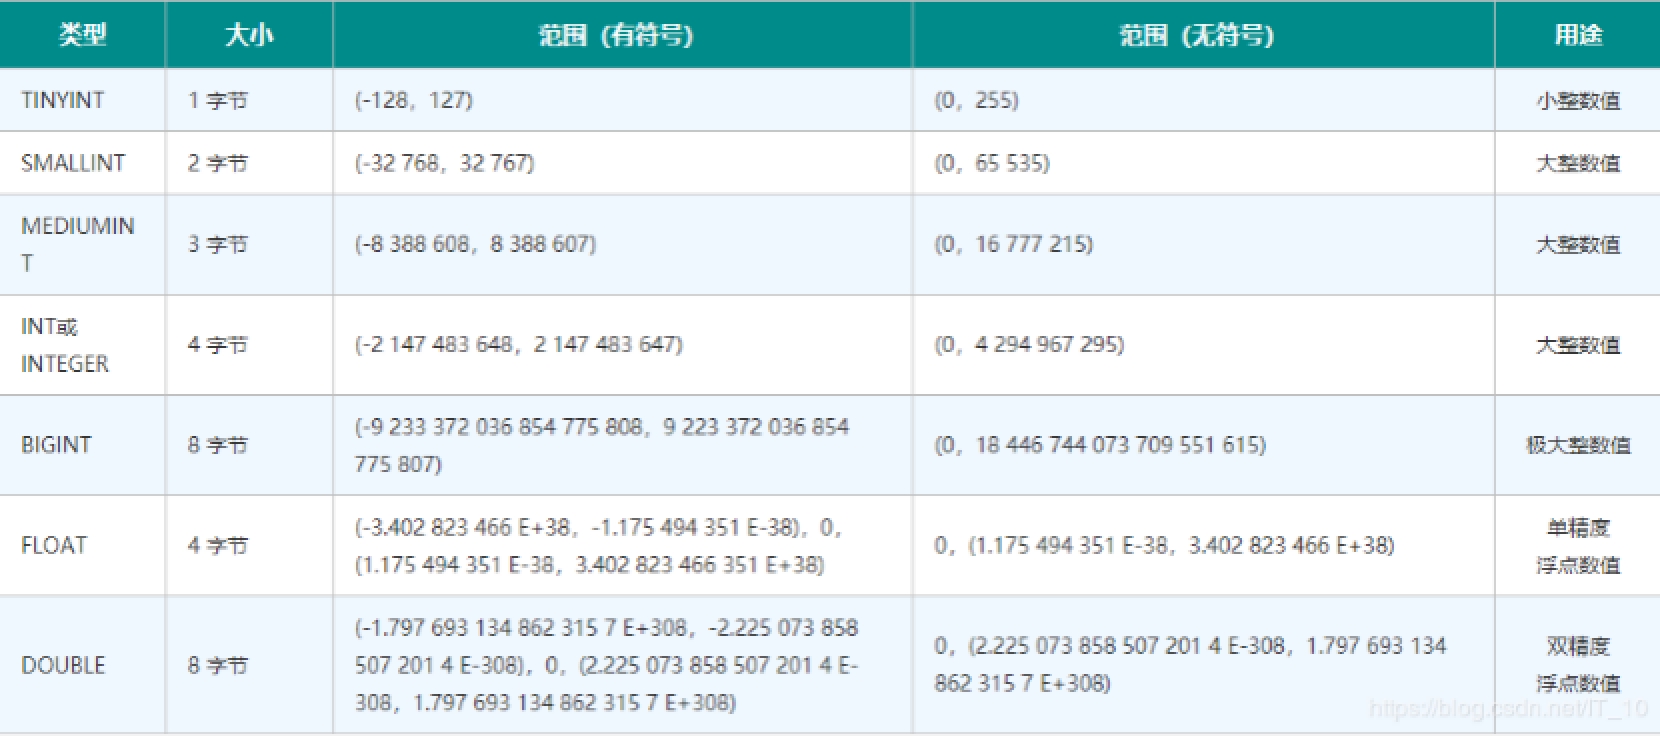 类型 大小 范围（有符号） 范围（无符号） 用途
TINYINT 1 字节 (-128，127) (0，255) 小整数值
SMALLINT 2 字节 (-32 768，32 767) (0，65 535) 大整数值
MEDIUMIN
T 3 字节 (-8 388 608，8 388 607) (0，16 777 215) 大整数值
INT或
INTEGER 4 字节 (-2 147 483 648，2 147 483 647) (0，4 294 967 295) 大整数值
BIGINT 8 字节 (-9 233 372 036 854 775 808，9 223 372 036 854
775 807) (0，18 446 744 073 709 551 615) 极大整数值
FLOAT 4 字节 (-3.402 823 466 E+38，-1.175 494 351 E-38)，0，
(1.175 494 351 E-38，3.402 823 466 351 E+38) 0，(1.175 494 351 E-38，3.402 823 466 E+38) 单精度
浮点数值
DOUBLE 8 字节 (-1.797 693 134 862 315 7 E+308，-2.225 073 858
507 201 4 E-308)，0，(2.225 073 858 507 201 4 E-
308，1.797 693 134 862 315 7 E+308) 0，(2.225 073 858 507 201 4 E-308，1.797 693 134
862 315 7 E+308) 双精度
浮点数值
https://blog.csdn.net/IT_10